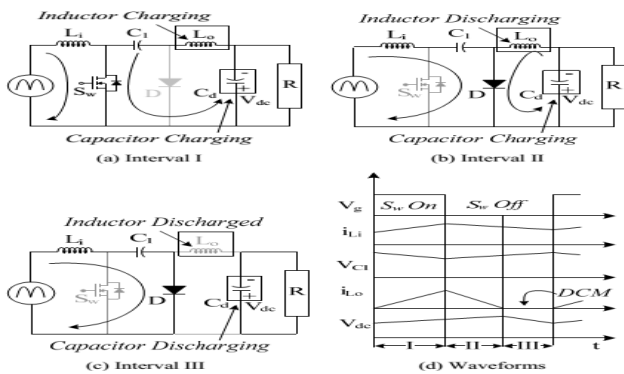 Inductor Charging
Li
C1
Lo
Sw
D
Cd
-
+
Vdc
R
Capacitor Charging
(a) Interval I
Inductor Discharging
Li
C1
Lo
Sw
D
Cd
-
+
Vdc
R
Capacitor Charging
(b) Interval II
Inductor Discharged
Li
C1
Lo
Sw
D
Cd
-
+
Vdc
R
Capacitor Discharging
(c) Interval III
Vg
Sw On
Sw Off
iLi
VC1
iLo
DCM
Vdc
I
II
III
t
(d) Waveforms